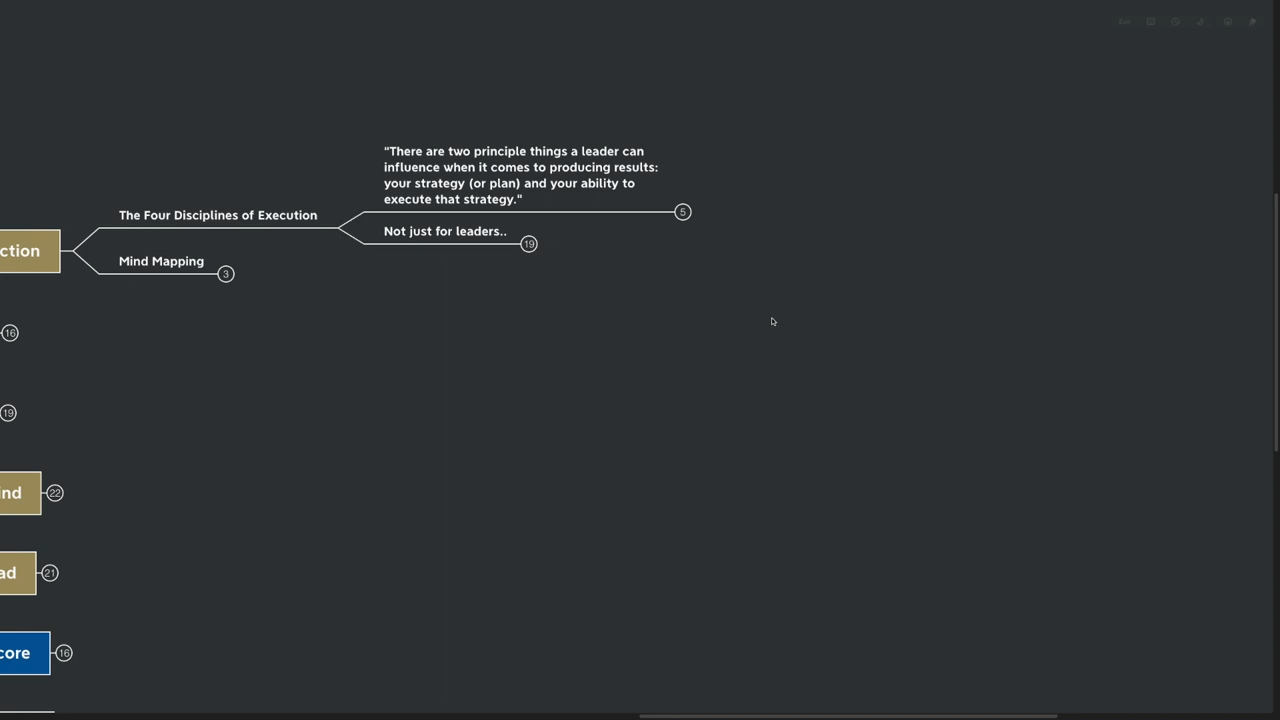 "There are two principle things a leader can
influence when it comes to producing results:
your strategy (or plan) and your ability to
execute that strategy."
5
The Four Disciplines of Execution
Not just for leaders..
19
ction
Mind Mapping
3
16
19
ind
22
ad
21
core
16